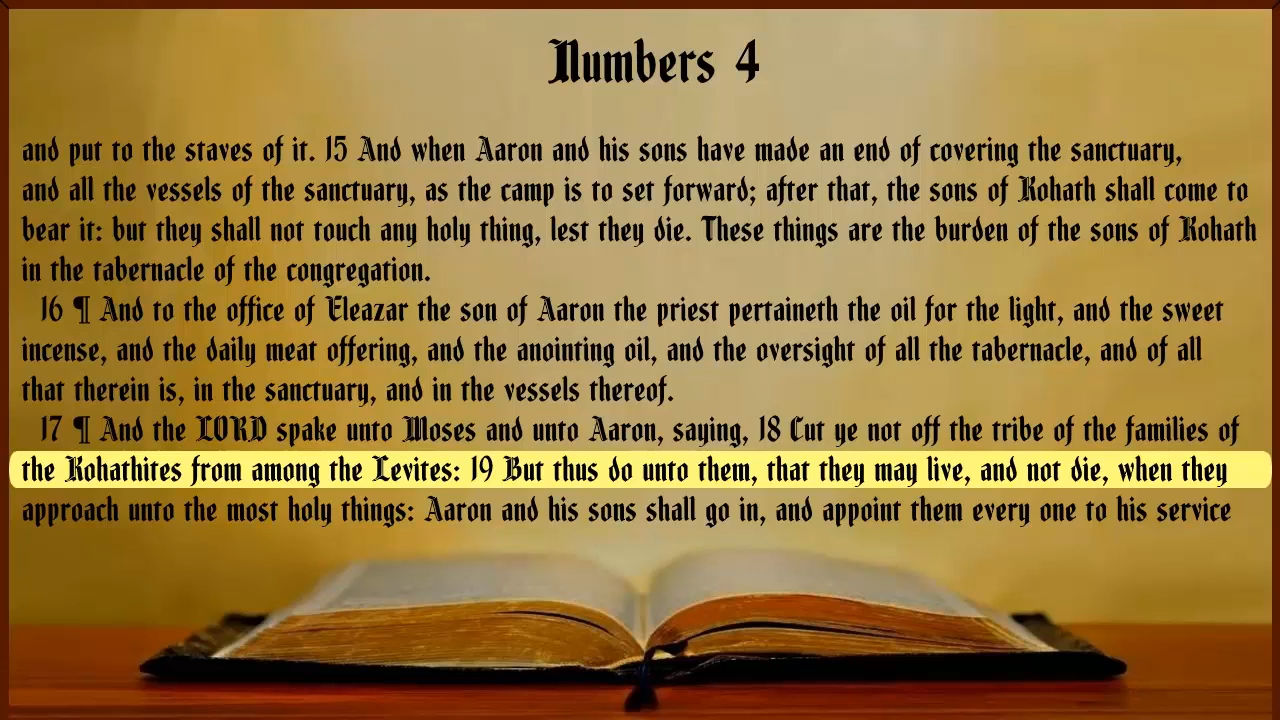 Numbers 4
and put to the staves of it. 15 And when Aaron and his sons have made an end of covering the sanctuary,
and all the vessels of the sanctuary, as the camp is to set forward; after that, the sons of Kohath shall come to
bear it: but they shall not touch any holy thing, lest they die. These things are the burden of the sons of Kohath
in the tabernacle of the congregation.
16 ¶ And to the office of Eleazar the son of Aaron the priest pertaineth the oil for the light, and the sweet
incense, and the daily meat offering, and the anointing oil, and the oversight of all the tabernacle, and of all
that therein is, in the sanctuary, and in the vessels thereof.
17 ¶ And the LORD spake unto Moses and unto Aaron, saying, 18 Cut ye not off the tribe of the families of
the Kohathites from among the Levites: 19 But thus do unto them, that they may live, and not die, when they
approach unto the most holy things: Aaron and his sons shall go in, and appoint them every one to his service